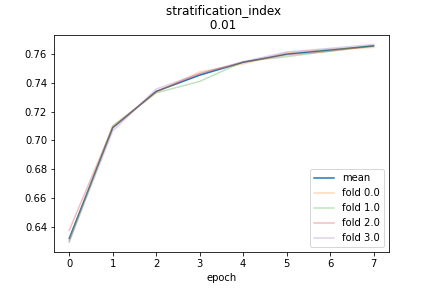 stratification_index
0.01
0.76
0.74
0.72
0.70
0.68
0.66
0.64
mean
fold 0.0
fold 1.0
fold 2.0
fold 3.0
0 1 2 3 4 5 6 7
epoch